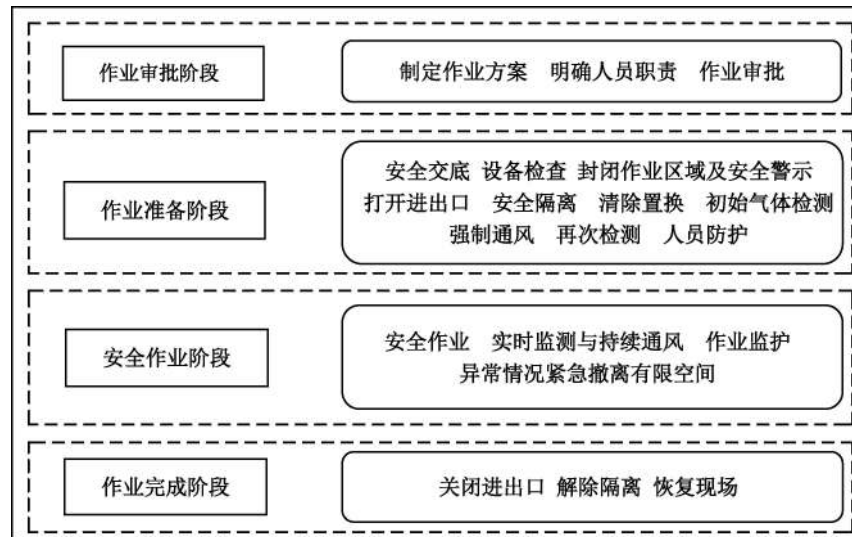 作业审批阶段
制定作业方案 明确人员职责 作业审批
作业准备阶段
安全交底 设备检查 封闭作业区域及安全警示
打开进出口 安全隔离 清除置换 初始气体检测
强制通风 再次检测 人员防护
安全作业阶段
安全作业 实时监测与持续通风 作业监护
异常情况紧急撤离有限空间
作业完成阶段
关闭进出口 解除隔离 恢复现场